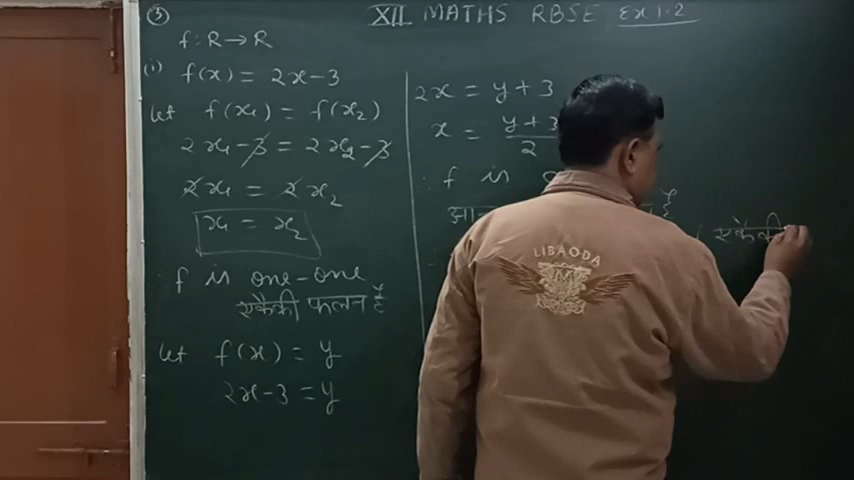 XII MATHS RBSE Ex 1.2
③
f: R → R
(i) f(x) = 2x-3
Let f(x₁) = f(x₂)
2x₁-3 = 2x₂-3
2x₁ = 2x₂
x₁ = x₂
∴ f is one-one
एकैकी फलन है
Let f(x) = y
2x-3 = y
2x = y+3
x = y+3
2
∴ f is
है
एकैकी
LIBAODA